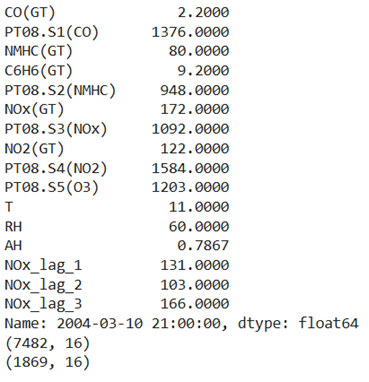 CO(GT)           2.2000
PT08.S1(CO)   1376.0000
NMHC(GT)        80.0000
C6H6(GT)         9.2000
PT08.S2(NMHC)  948.0000
NOx(GT)        172.0000
PT08.S3(NOx)  1092.0000
NO2(GT)        122.0000
PT08.S4(NO2)  1584.0000
PT08.S5(O3)   1203.0000
T               11.0000
RH              60.0000
AH               0.7867
NOx_lag_1      131.0000
NOx_lag_2      103.0000
NOx_lag_3      166.0000
Name: 2004-03-10 21:00:00, dtype: float64
(7482, 16)
(1869, 16)